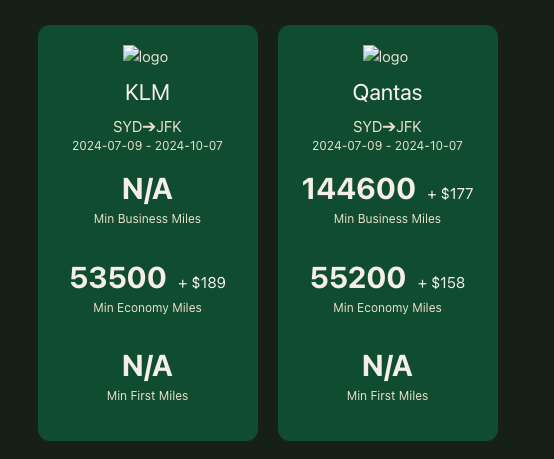 logo
KLM
SYD➔JFK
2024-07-09 - 2024-10-07
N/A
Min Business Miles
53500 + $189
Min Economy Miles
N/A
Min First Miles
logo
Qantas
SYD➔JFK
2024-07-09 - 2024-10-07
144600 + $177
Min Business Miles
55200 + $158
Min Economy Miles
N/A
Min First Miles